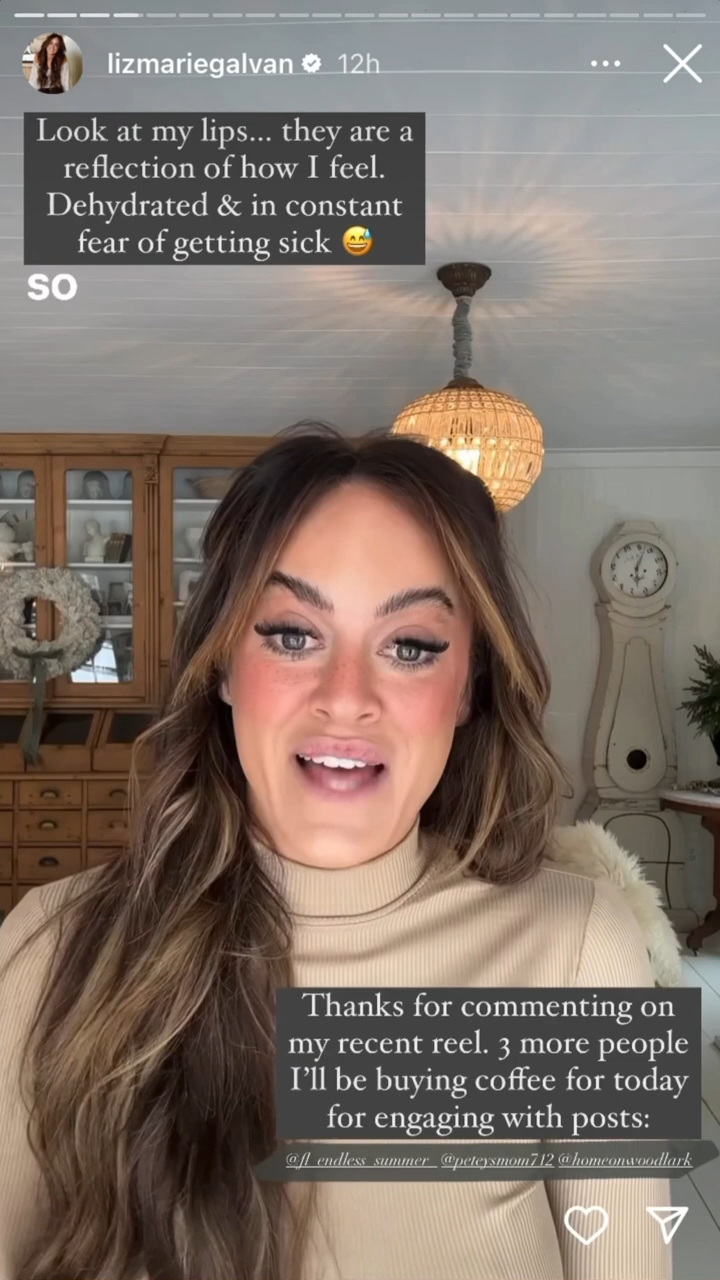 lizmariegalvan 12h
Look at my lips... they are a
reflection of how I feel.
Dehydrated & in constant
fear of getting sick 😅
so
Thanks for commenting on
my recent reel. 3 more people
I'll be buying coffee for today
for engaging with posts:
@fl_endless_summer_ @peteysmom712 @homeonwoodlark